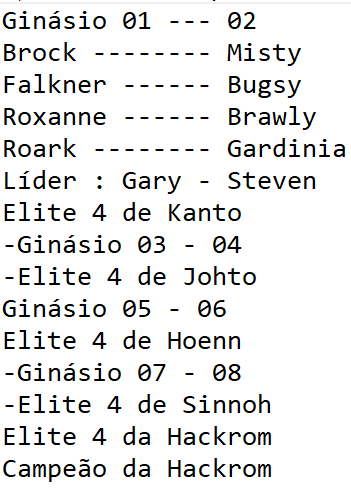 Ginásio 01 --- 02
Brock -------- Misty
Falkner ------ Bugsy
Roxanne ------ Brawly
Roark -------- Gardinia
Líder : Gary - Steven
Elite 4 de Kanto
-Ginásio 03 - 04
-Elite 4 de Johto
Ginásio 05 - 06
Elite 4 de Hoenn
-Ginásio 07 - 08
-Elite 4 de Sinnoh
Elite 4 da Hackrom
Campeão da Hackrom